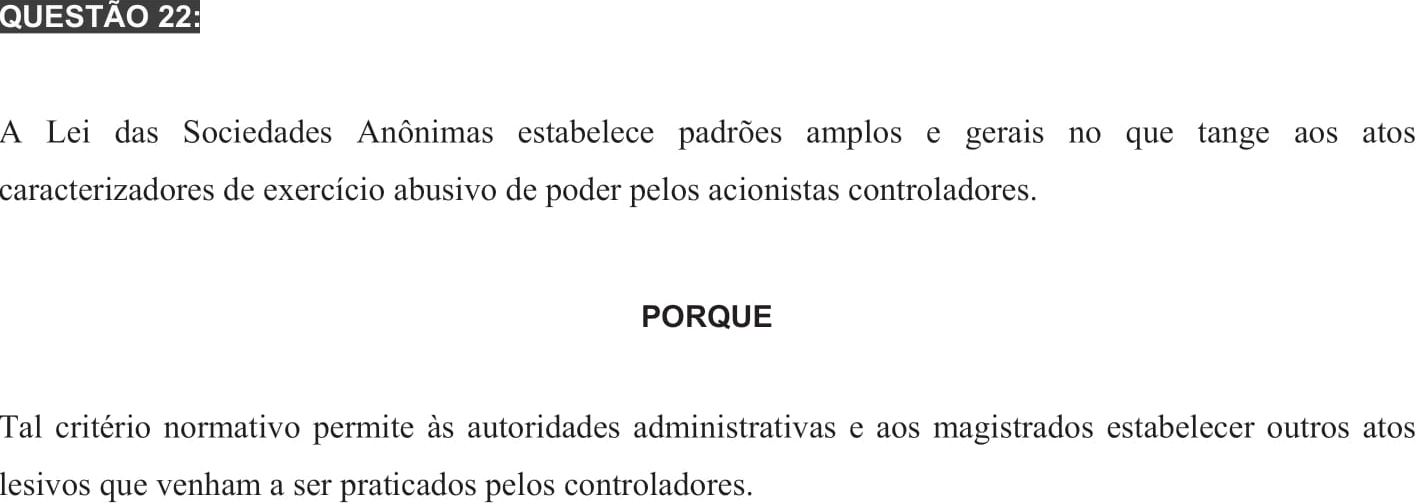 QUESTÃO 22:
A Lei das Sociedades Anônimas estabelece padrões amplos e gerais no que tange aos atos
caracterizadores de exercício abusivo de poder pelos acionistas controladores.
PORQUE
Tal critério normativo permite às autoridades administrativas e aos magistrados estabelecer outros atos
lesivos que venham a ser praticados pelos controladores.